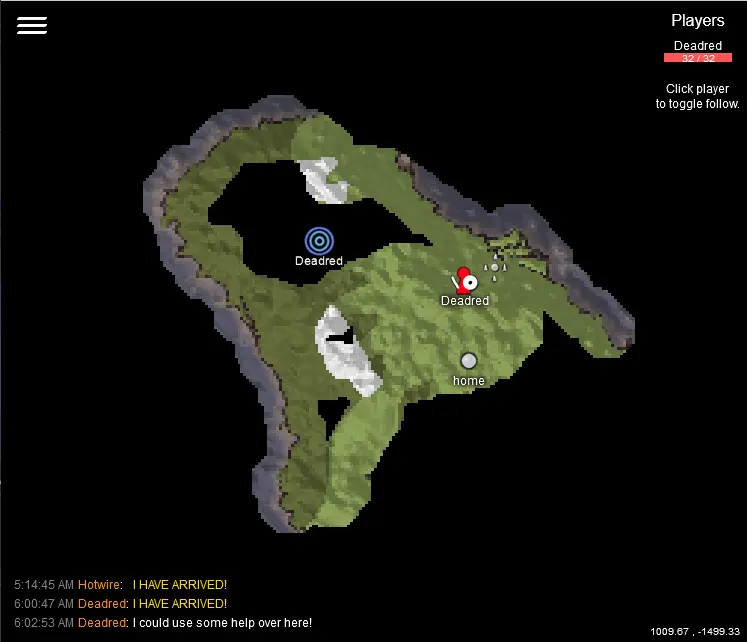 Players
Deadred
32 / 32
Click player
to toggle follow.
Deadred
Deadred
home
5:14:45 AM Hotwire: I HAVE ARRIVED!
6:00:47 AM Deadred: I HAVE ARRIVED!
6:02:53 AM Deadred: I could use some help over here!
1009.67 , -1499.33